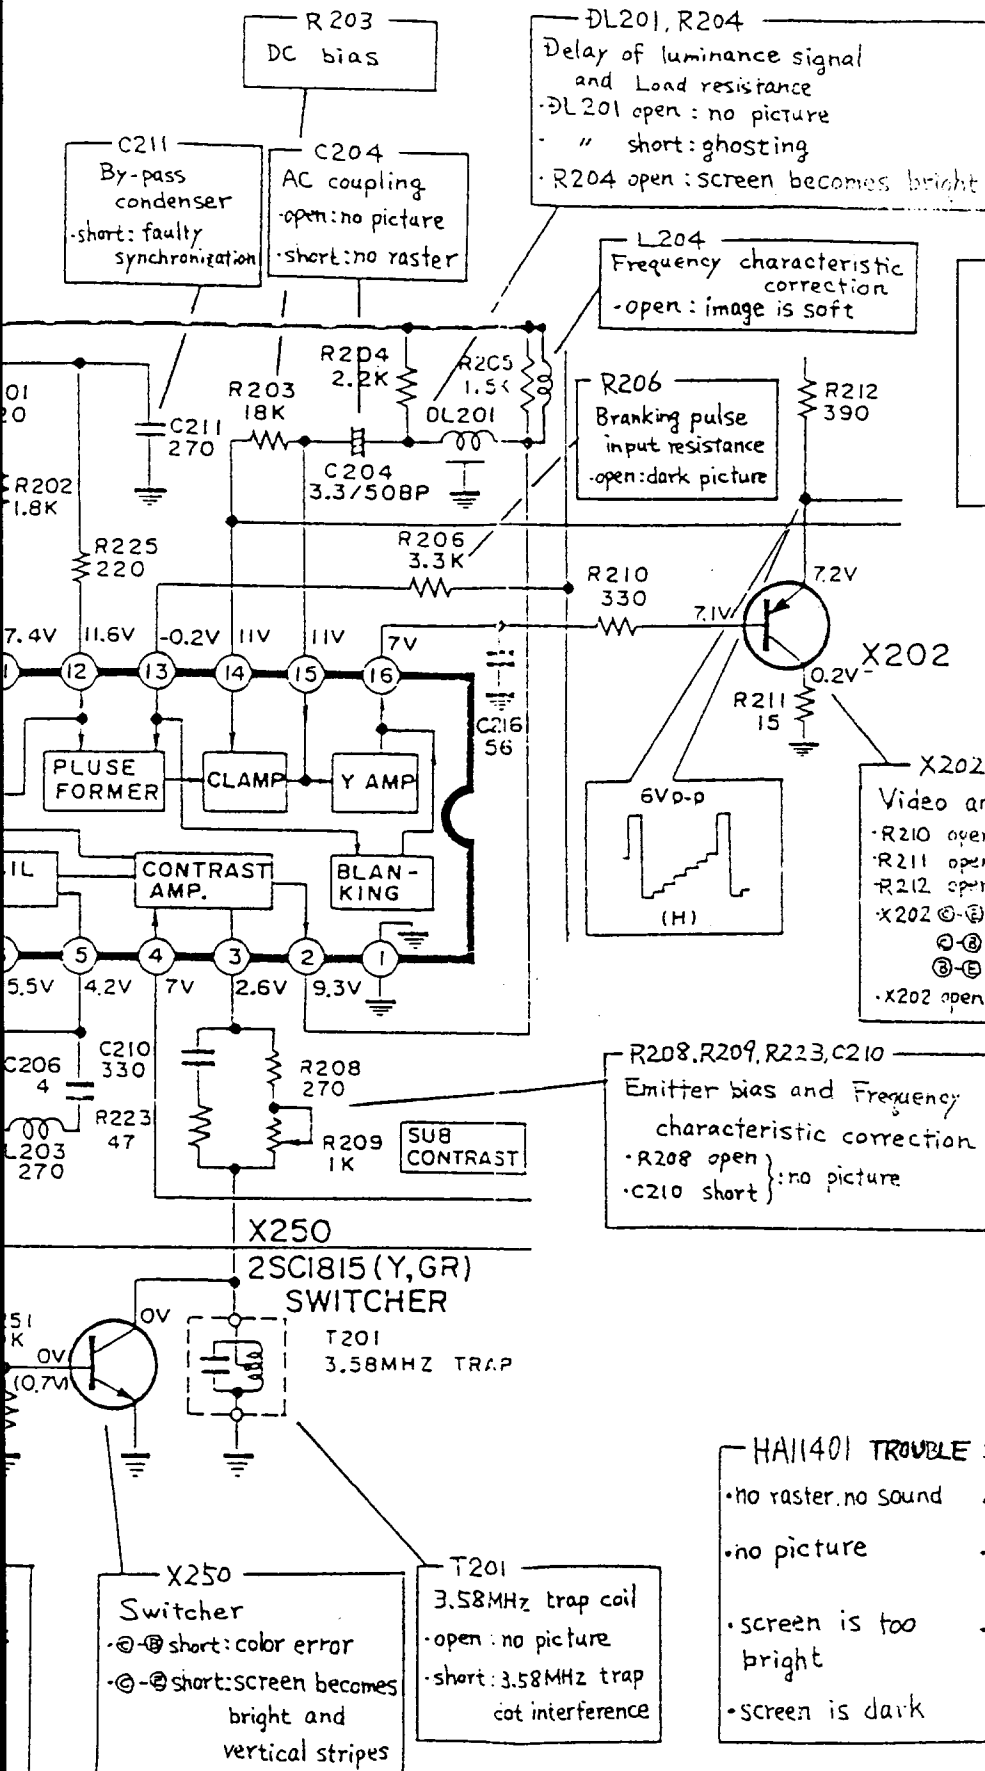 R203
DC bias
DL201, R204
Delay of luminance signal
and Load resistance
·DL201 open : no picture
· " short : ghosting
· R204 open : screen becomes bright
C211
By-pass
condenser
·short: faulty
synchronization
C204
AC coupling
·open: no picture
·short: no raster
L204
Frequency characteristic
correction
·open : image is soft
R204
2.2K
R205
1.5K
R203
18K
DL201
R206
Branking pulse
input resistance
·open: dark picture
R212
390
C211
270
C204
3.3/50BP
R202
1.8K
R225
220
R206
3.3K
R210
330
7.2V
7.1V
X202
0.2V
7.4V
11.6V
-0.2V
11V
11V
7V
12
13
14
15
16
C216
56
R211
15
PLUSE
FORMER
CLAMP
Y AMP
6Vp-p
(H)
X202
·R210 open
·R211 open
·R212 open
·X202 Ⓒ-Ⓔ
Ⓒ-Ⓑ
Ⓑ-Ⓔ
·X202 open
CONTRAST
AMP.
BLAN-
KING
5
4
3
2
1
5.5V
4.2V
7V
2.6V
9.3V
C206
4
C210
330
R208
270
R223
47
R209
1K
SUB
CONTRAST
L203
270
R208, R209, R223, C210
Emitter bias and Frequency
characteristic correction
·R208 open
·C210 short
: no picture
X250
2SC1815 (Y, GR)
SWITCHER
0V
0V
(0.7V)
T201
3.58MHZ TRAP
HA11401 TROUBLE
·no raster. no sound
·no picture
·screen is too
bright
·screen is dark
X250
Switcher
·Ⓒ-Ⓑ short: color error
·Ⓒ-Ⓔ short: screen becomes
bright and
vertical stripes
T201
3.58MHz trap coil
·open : no picture
·short: 3.58MHz trap
cot interference